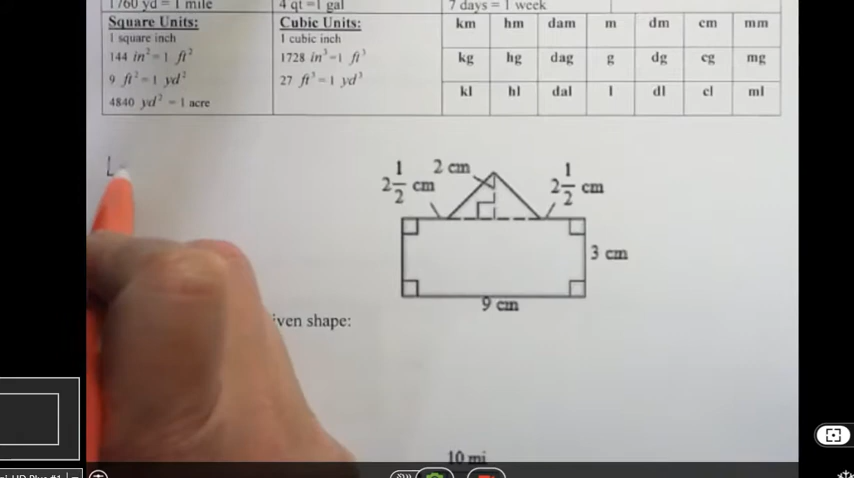 1760 yd = 1 mile
4 qt = 1 gal
7 days = 1 week
Square Units:
1 square inch
144 in² = 1 ft²
9 ft² = 1 yd²
4840 yd² = 1 acre
Cubic Units:
1 cubic inch
1728 in³ = 1 ft³
27 ft³ = 1 yd³
km hm dam m dm cm mm
kg hg dag g dg cg mg
kl hl dal l dl cl ml
2 1/2 cm
2 cm
2 1/2 cm
3 cm
9 cm
iven shape:
10 mi